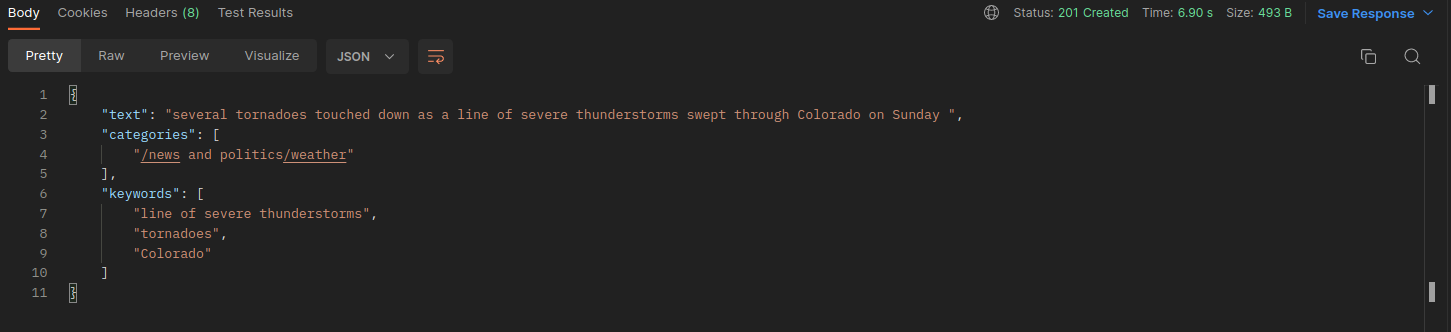 Body Cookies Headers (8) Test Results Status: 201 Created Time: 6.90 s Size: 493 B Save Response
Pretty Raw Preview Visualize JSON
1 {
2 "text": "several tornadoes touched down as a line of severe thunderstorms swept through Colorado on Sunday ",
3 "categories": [
4 "/news and politics/weather"
5 ],
6 "keywords": [
7 "line of severe thunderstorms",
8 "tornadoes",
9 "Colorado"
10 ]
11 }